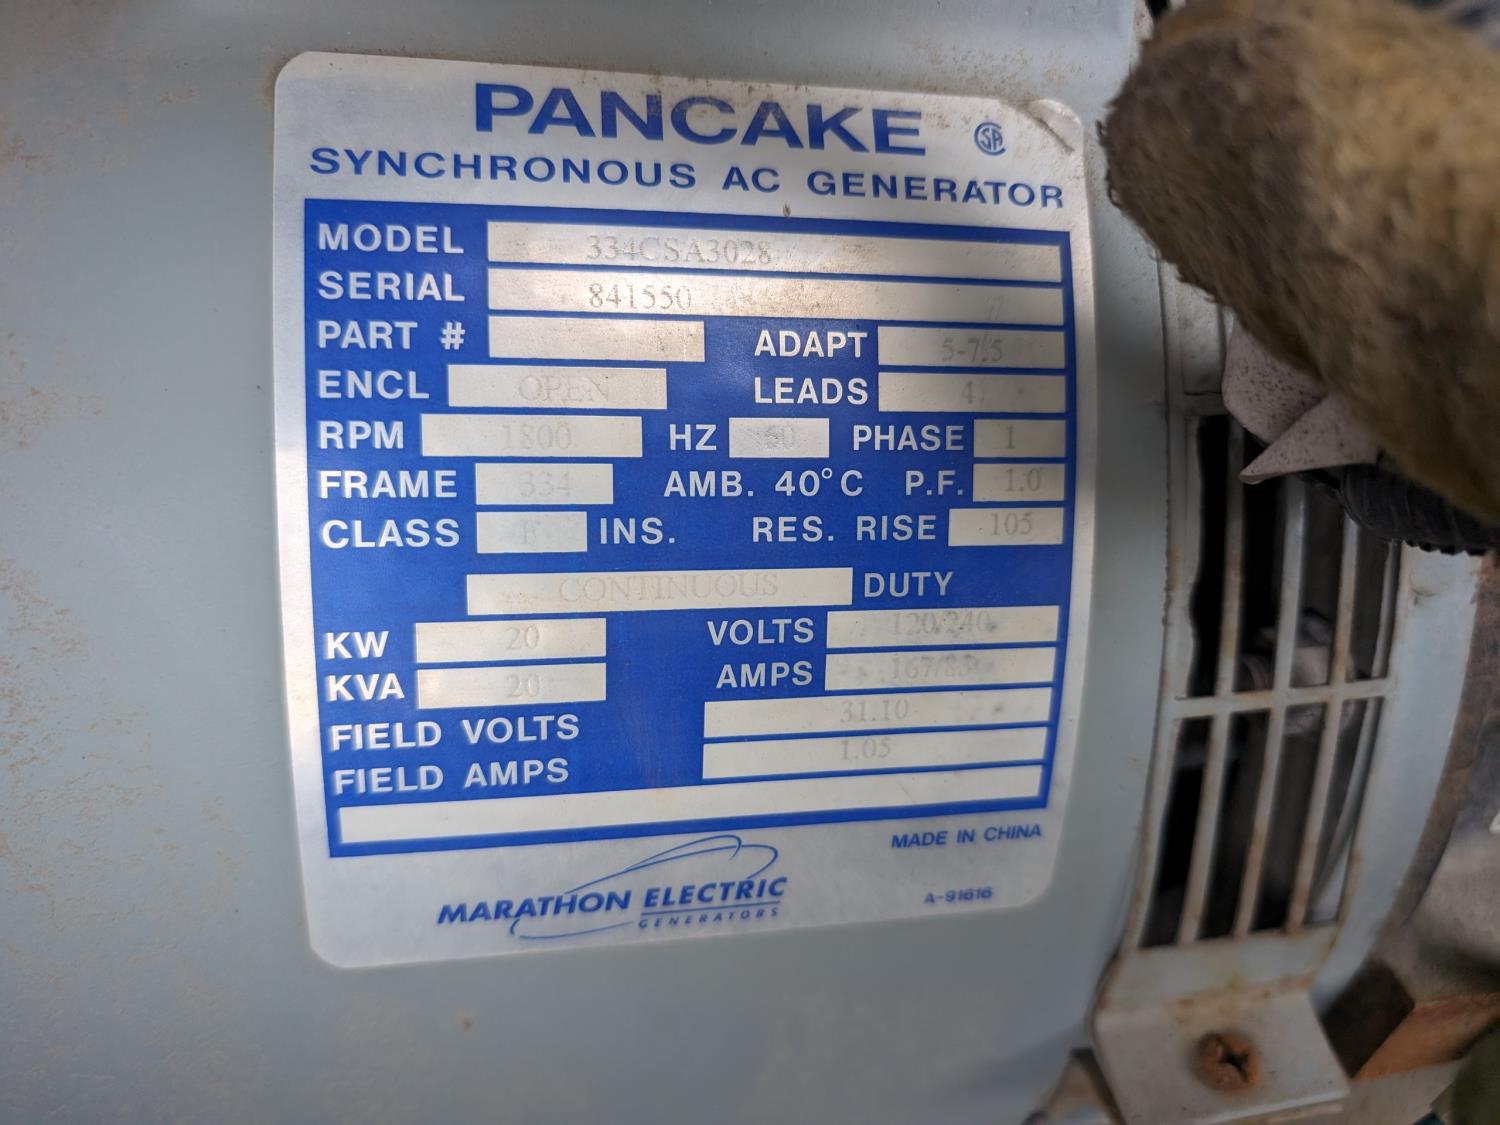 PANCAKE
SYNCHRONOUS AC GENERATOR
MODEL 334CSA3028
SERIAL 841550
PART # ADAPT 5-7.5
ENCL OPEN LEADS 4
RPM 1800 HZ 60 PHASE 1
FRAME 334 AMB. 40°C P.F. 1.0
CLASS F INS. RES. RISE 105
CONTINUOUS DUTY
KW 20 VOLTS 120/240
KVA 20 AMPS 167/83
FIELD VOLTS 31.10
FIELD AMPS 1.05
MADE IN CHINA
MARATHON ELECTRIC
GENERATORS
A-91616